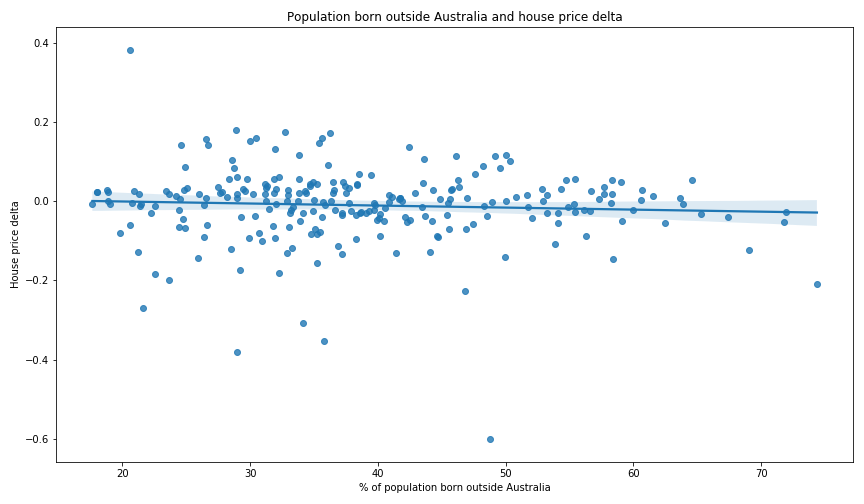 Population born outside Australia and house price delta
0.4
0.2
0.0
−0.2
−0.4
−0.6
House price delta
20 30 40 50 60 70
% of population born outside Australia